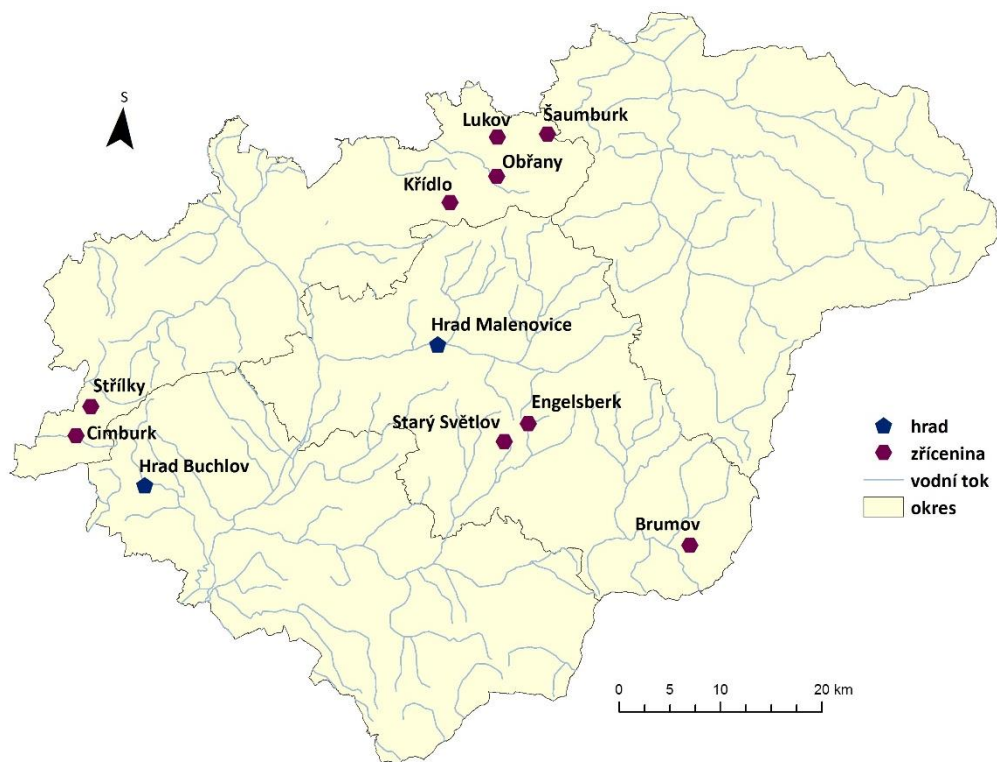 S
Lukov
Šaumburk
Obřany
Křídlo
Hrad Malenovice
Střílky
Engelsberk
Starý Světlov
Cimburk
Hrad Buchlov
Brumov
hrad
zřícenina
vodní tok
okres
0 5 10 20 km